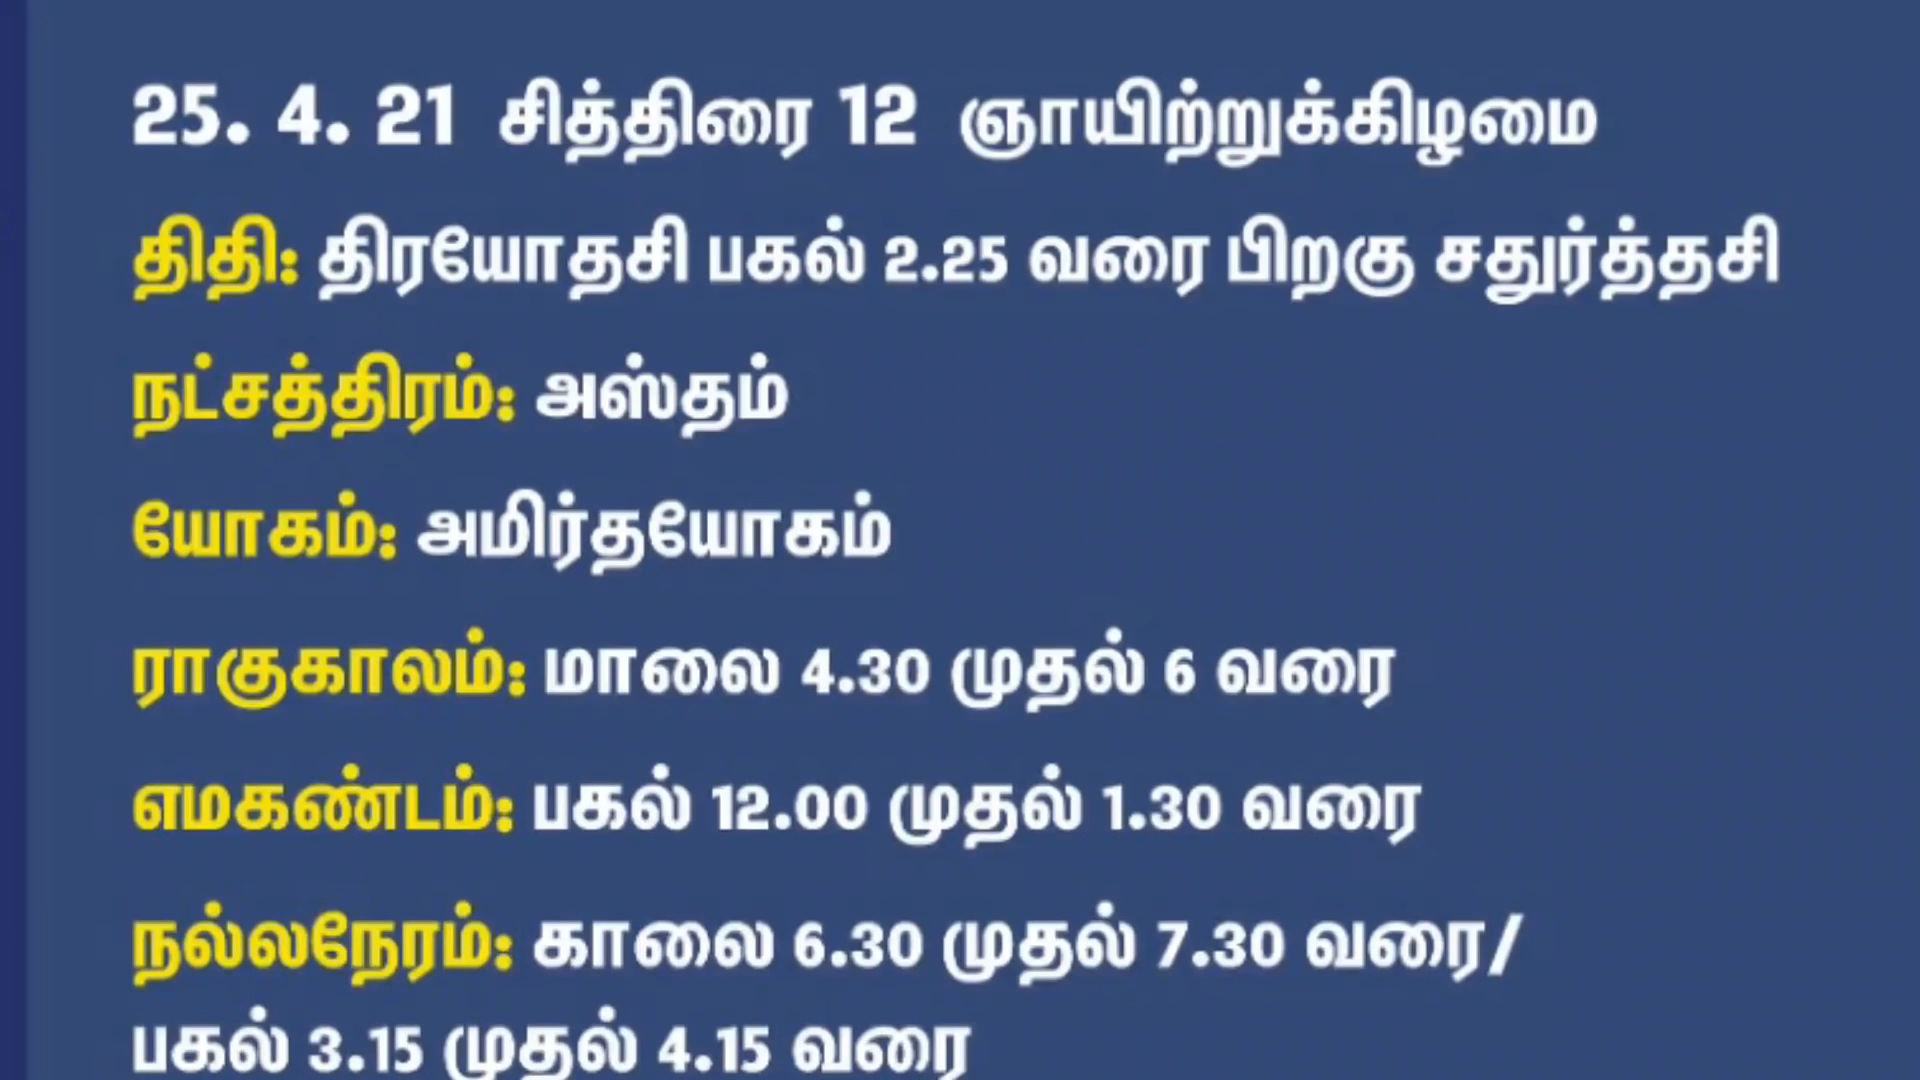 25. 4. 21 சித்திரை 12 ஞாயிற்றுக்கிழமை
திதி: திரயோதசி பகல் 2.25 வரை பிறகு சதுர்த்தசி
நட்சத்திரம்: அஸ்தம்
யோகம்: அமிர்தயோகம்
ராகுகாலம்: மாலை 4.30 முதல் 6 வரை
எமகண்டம்: பகல் 12.00 முதல் 1.30 வரை
நல்லநேரம்: காலை 6.30 முதல் 7.30 வரை/
பகல் 3.15 முதல் 4.15 வரை